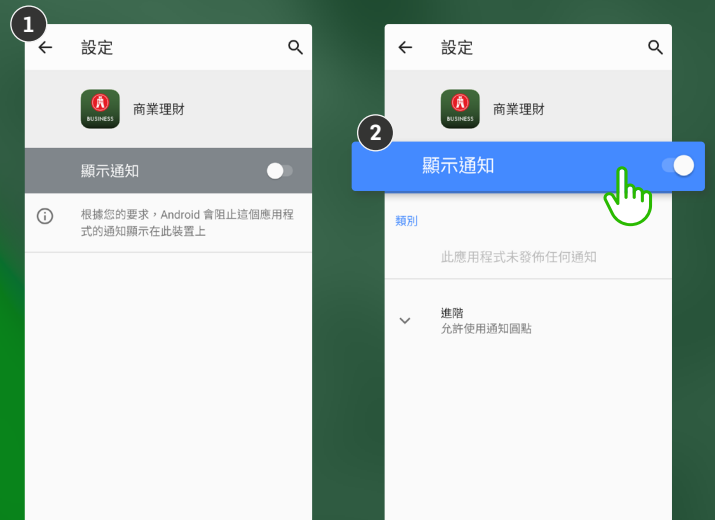 1
設定
BUSINESS
商業理財
顯示通知
根據您的要求，Android 會阻止這個應用程
式的通知顯示在此裝置上
設定
BUSINESS
商業理財
2
顯示通知
類別
此應用程式未發佈任何通知
進階
允許使用通知圓點